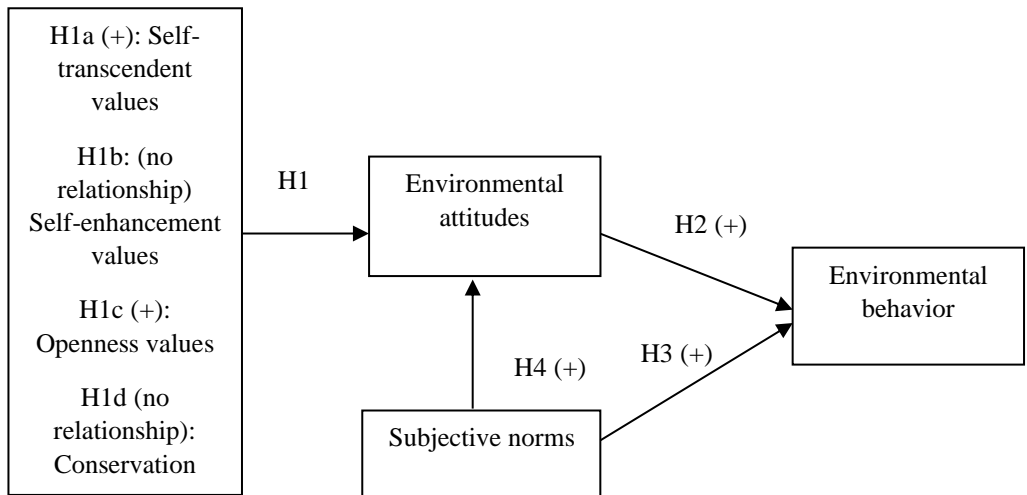 H1a (+): Self-
transcendent
values
H1b: (no
relationship)
Self-enhancement
values
H1c (+):
Openness values
H1d (no
relationship):
Conservation
H1
Environmental
attitudes
H2 (+)
Environmental
behavior
H4 (+)
H3 (+)
Subjective norms